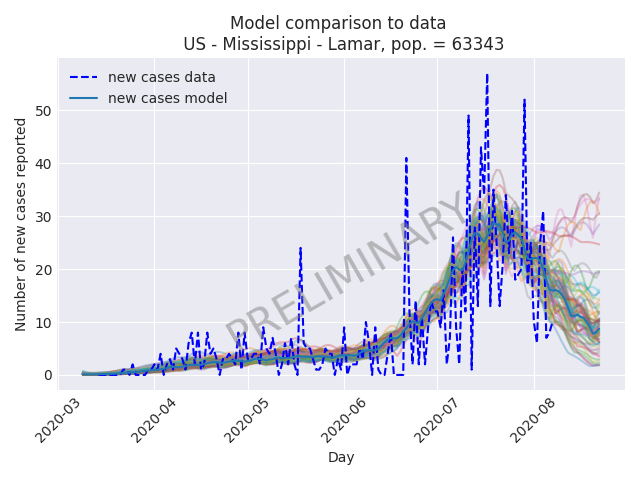 Model comparison to data
US - Mississippi - Lamar, pop. = 63343
new cases data
new cases model
PRELIMINARY
Number of new cases reported
50
40
30
20
10
0
2020-03
2020-04
2020-05
2020-06
2020-07
2020-08
Day